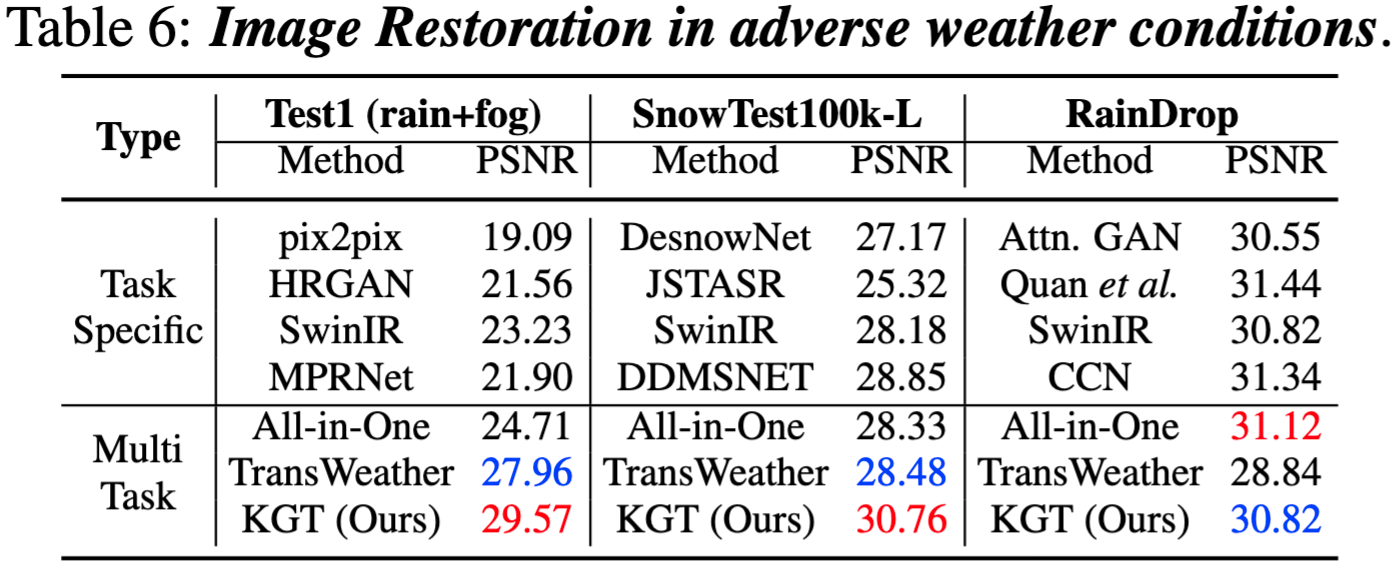 Table 6: Image Restoration in adverse weather conditions.
Type Test1 (rain+fog) SnowTest100k-L RainDrop
Method PSNR Method PSNR Method PSNR
Task Specific
pix2pix 19.09 DesnowNet 27.17 Attn. GAN 30.55
HRGAN 21.56 JSTASR 25.32 Quan et al. 31.44
SwinIR 23.23 SwinIR 28.18 SwinIR 30.82
MPRNet 21.90 DDMSNET 28.85 CCN 31.34
Multi Task
All-in-One 24.71 All-in-One 28.33 All-in-One 31.12
TransWeather 27.96 TransWeather 28.48 TransWeather 28.84
KGT (Ours) 29.57 KGT (Ours) 30.76 KGT (Ours) 30.82